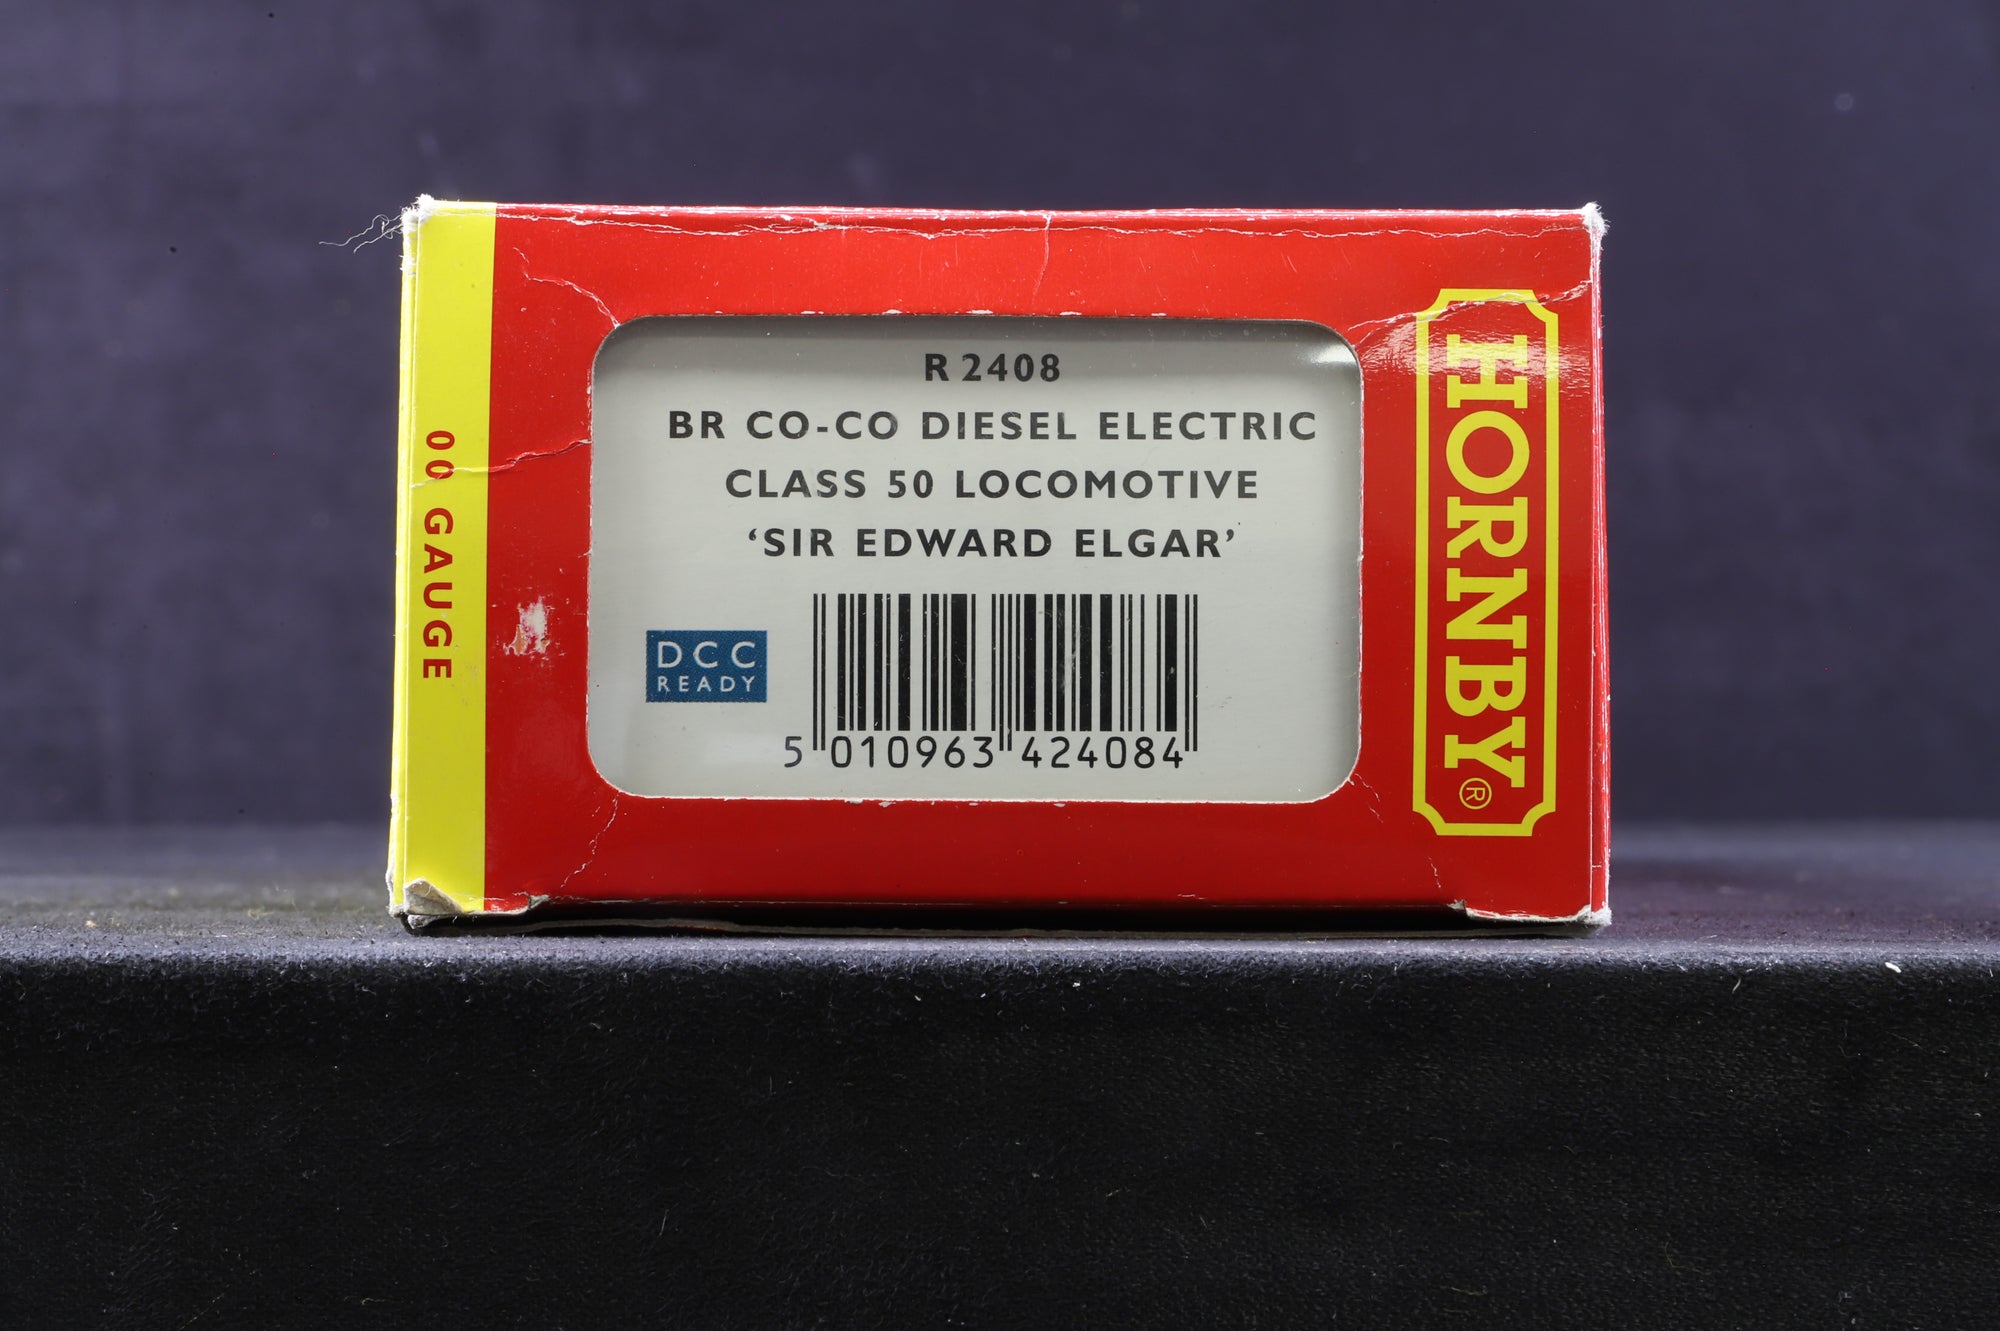 00 GAUGE
R 2408
BR CO-CO DIESEL ELECTRIC
CLASS 50 LOCOMOTIVE
‘SIR EDWARD ELGAR’
DCC
READY
5 010963 424084
HORNBY®